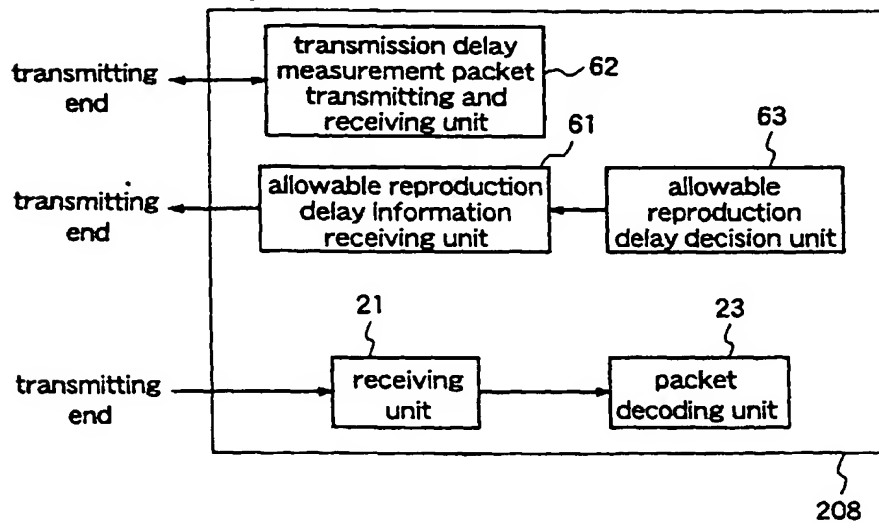 transmitting
end
transmission delay
measurement packet
transmitting and
receiving unit
62
61
63
transmitting
end
allowable reproduction
delay information
receiving unit
allowable
reproduction
delay decision unit
21
23
transmitting
end
receiving
unit
packet
decoding unit
208